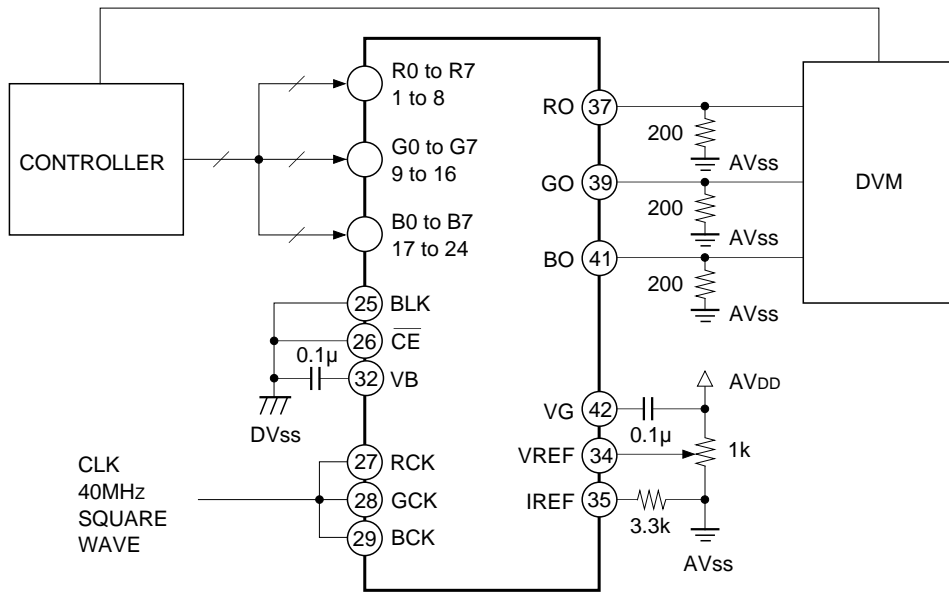 CONTROLLER
R0 to R7
1 to 8
G0 to G7
9 to 16
B0 to B7
17 to 24
25 BLK
26 CE
0.1μ
32 VB
DVss
CLK
40MHz
SQUARE
WAVE
27 RCK
28 GCK
29 BCK
RO 37
200
AVss
GO 39
200
AVss
BO 41
200
AVss
DVM
AVDD
VG 42
0.1μ
1k
VREF 34
IREF 35
3.3k
AVss